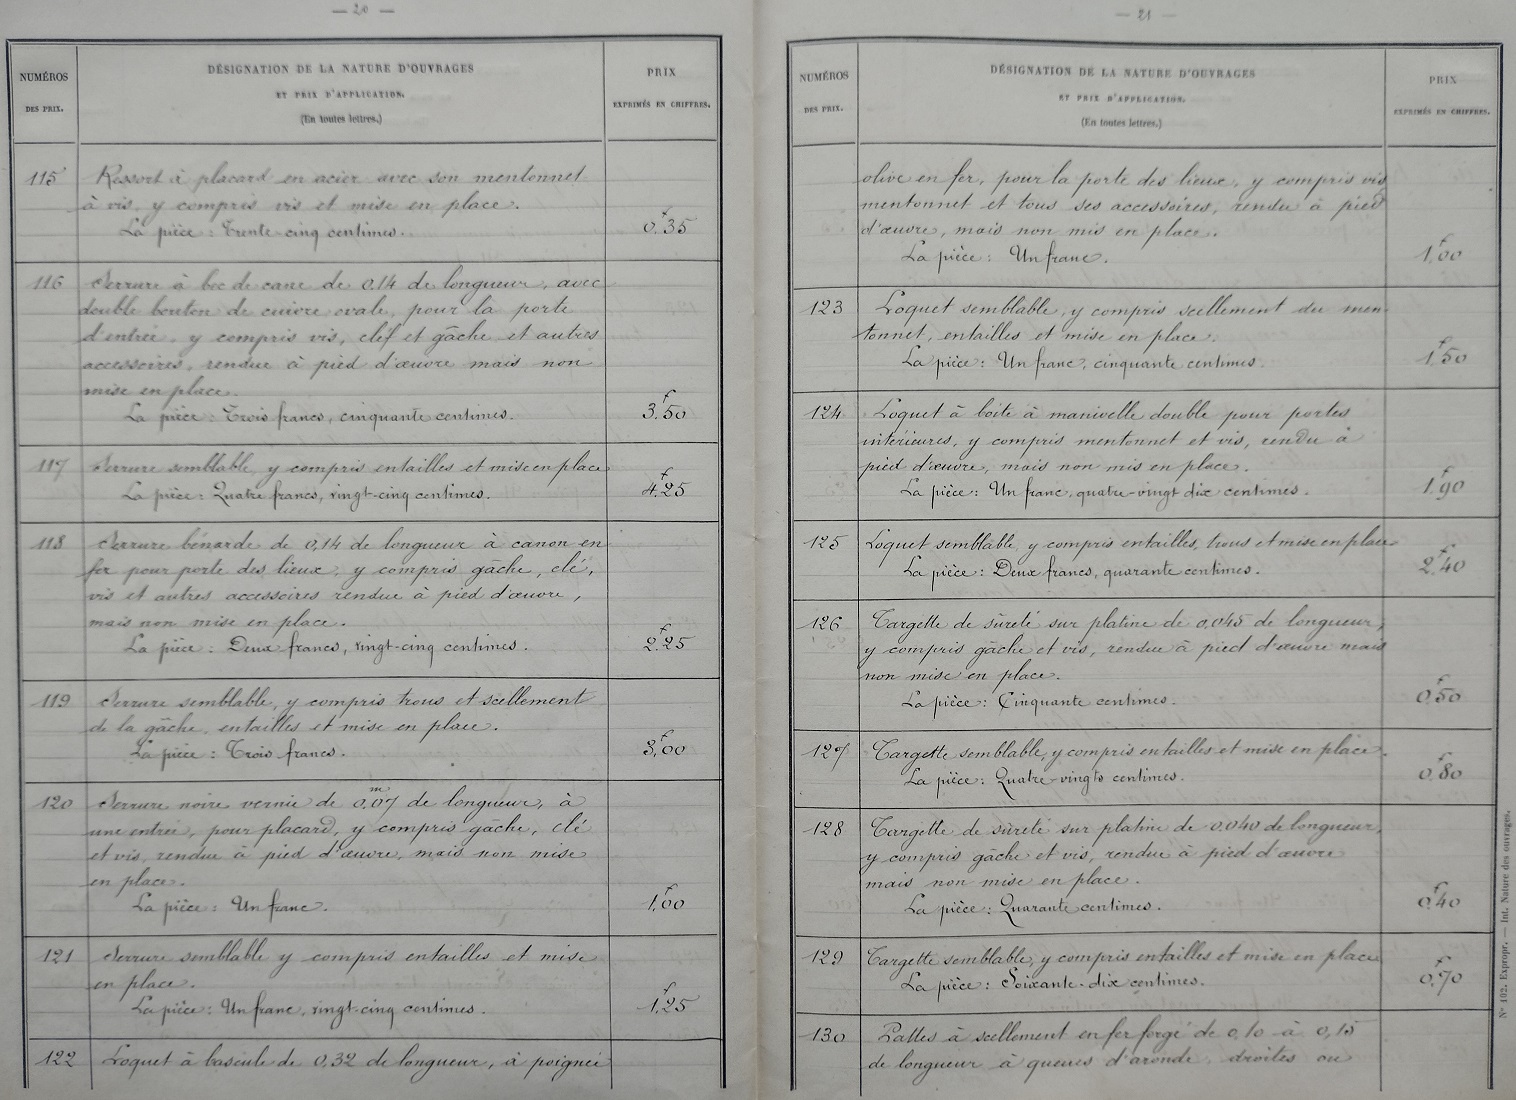 — 20 —
NUMÉROS
DES PRIX.
DÉSIGNATION DE LA NATURE D'OUVRAGES
ET PRIX D'APPLICATION.
(En toutes lettres.)
PRIX
EXPRIMÉS EN CHIFFRES.
115 Ressort à placard en acier avec son mentonnet
à vis, y compris vis et mise en place.
La pièce : Trente-cinq centimes. 0f,35
116 Serrure à bec de cane de 0,14 de longueur, avec
double bouton de cuivre ovale, pour la porte
d'entrée, y compris vis, clef et gâche et autres
accessoires, rendue à pied d'œuvre mais non
mise en place.
La pièce : Trois francs, cinquante centimes. 3f,50
117 Serrure semblable, y compris entailles et mise en place
La pièce : Quatre francs, vingt-cinq centimes. 4f,25
118 Serrure bénarde de 0,14 de longueur à canon en
fer pour porte des lieux, y compris gâche, clé,
vis et autres accessoires rendue à pied d'œuvre,
mais non mise en place.
La pièce : Deux francs, vingt-cinq centimes. 2f,25
119 Serrure semblable, y compris trous et scellement
de la gâche, entailles et mise en place.
La pièce : Trois francs. 3f,00
120 Serrure noire vernie de 0m,07 de longueur, à
une entrée, pour placard, y compris gâche, clé
et vis, rendue à pied d'œuvre, mais non mise
en place.
La pièce : Un franc. 1f,00
121 Serrure semblable y compris entailles et mise
en place.
La pièce : Un franc, vingt-cinq centimes. 1f,25
122 Loquet à bascule de 0,32 de longueur, à poignée
— 21 —
NUMÉROS
DES PRIX.
DÉSIGNATION DE LA NATURE D'OUVRAGES
ET PRIX D'APPLICATION.
(En toutes lettres.)
PRIX
EXPRIMÉS EN CHIFFRES.
olive en fer, pour la porte des lieux, y compris vis
mentonnet et tous ses accessoires, rendu à pied
d'œuvre, mais non mis en place.
La pièce : Un franc. 1f,00
123 Loquet semblable, y compris scellement du men-
tonnet, entailles et mise en place.
La pièce : Un franc, cinquante centimes. 1f,50
124 Loquet à boite à manivelle double pour portes
intérieures, y compris mentonnet et vis, rendu à
pied d'œuvre, mais non mis en place.
La pièce : Un franc, quatre-vingt dix centimes. 1f,90
125 Loquet semblable, y compris entailles, trous et mise en place
La pièce : Deux francs, quarante centimes. 2f,40
126 Targette de sûreté sur platine de 0,045 de longueur,
y compris gâche et vis, rendue à pied d'œuvre mais
non mise en place.
La pièce : Cinquante centimes. 0f,50
127 Targette semblable, y compris entailles et mise en place.
La pièce : Quatre-vingts centimes. 0f,80
128 Targette de sûreté sur platine de 0,040 de longueur,
y compris gâche et vis, rendue à pied d'œuvre
mais non mise en place.
La pièce : Quarante centimes. 0f,40
129 Targette semblable, y compris entailles et mise en place
La pièce : Soixante-dix centimes. 0f,70
130 Pattes à scellement en fer forgé de 0,10 à 0,15
de longueur à queues d'aronde, droites ou
N° 102. Expropr. — Int. Nature des ouvrages.